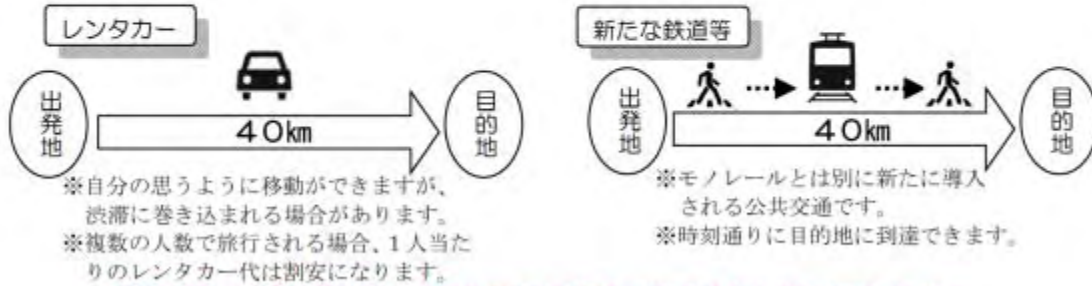 レンタカー
出発地
40km
目的地
※自分の思うように移動ができますが、
渋滞に巻き込まれる場合があります。
※複数の人数で旅行される場合、1人当た
りのレンタカー代は割安になります。
新たな鉄道等
出発地
40km
目的地
※モノレールとは別に新たに導入
される公共交通です。
※時刻通りに目的地に到達できます。